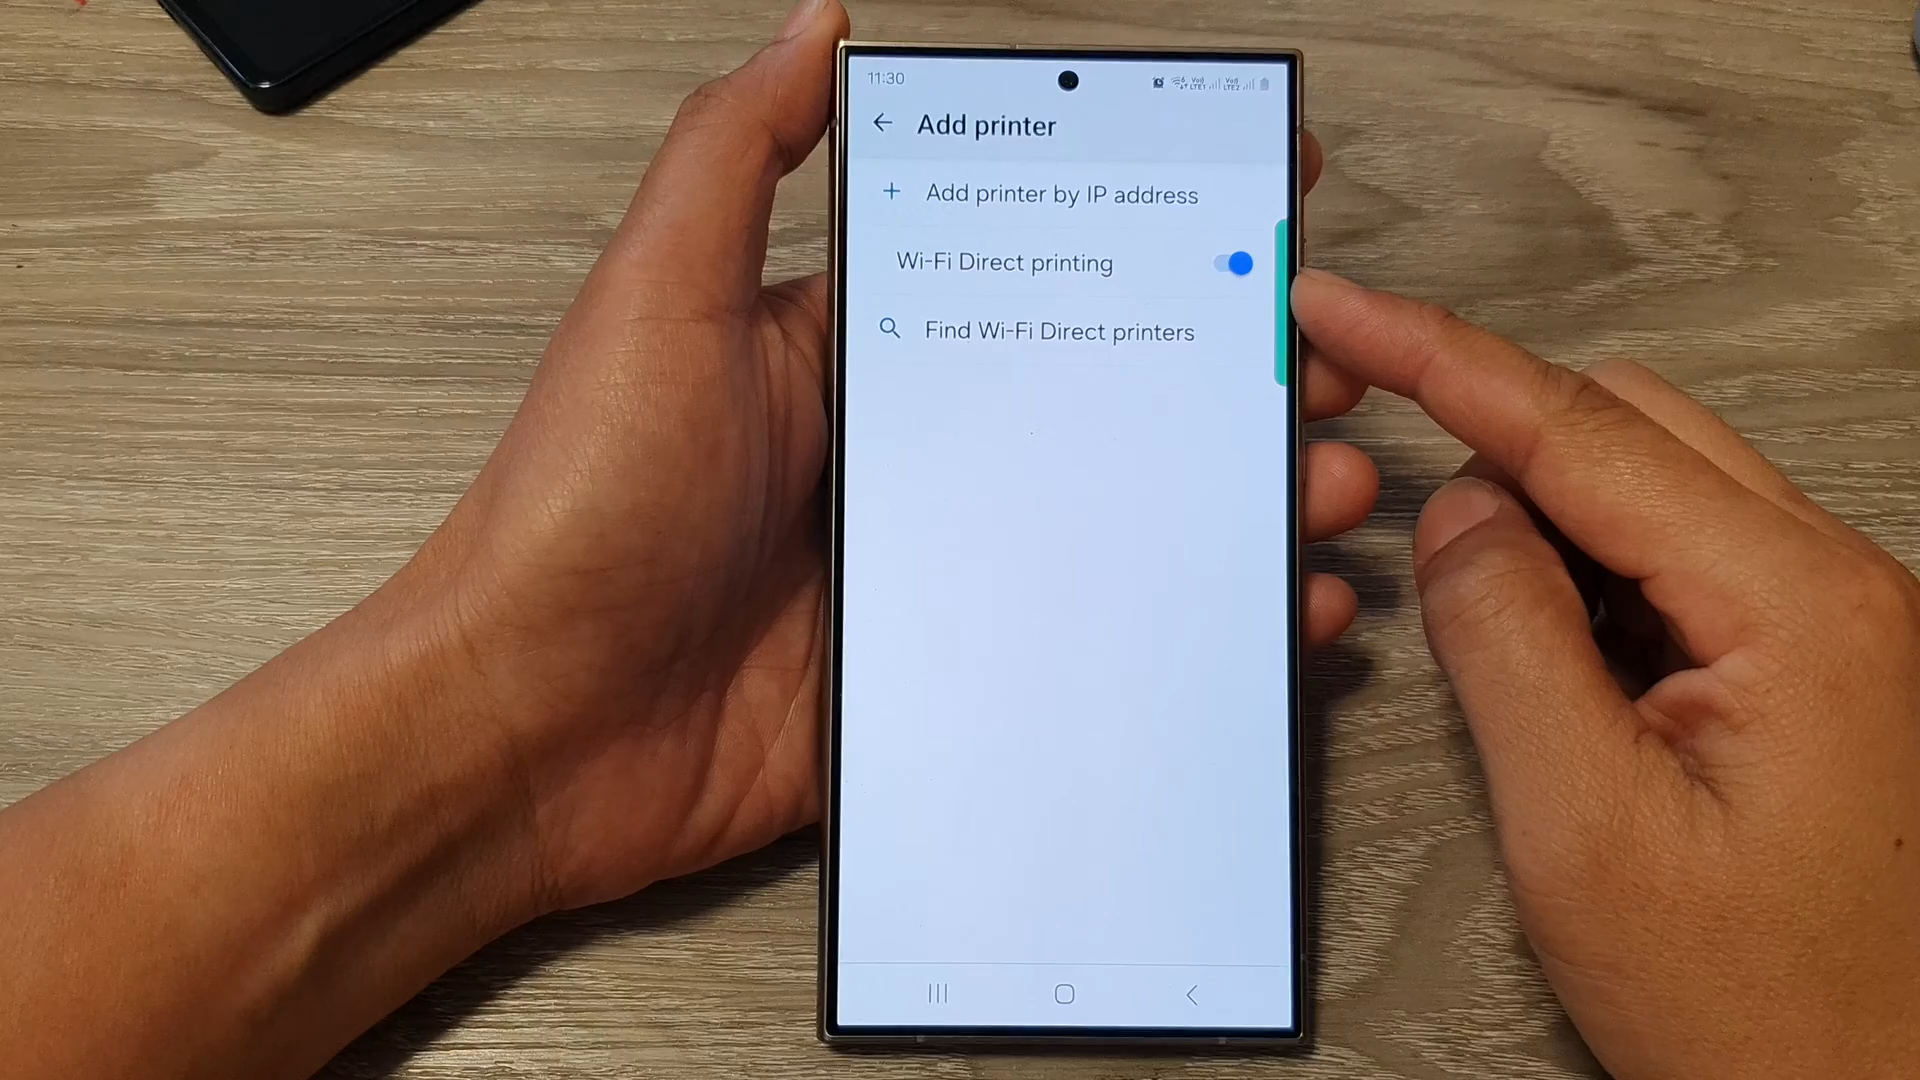 11:30
Add printer
Add printer by IP address
Wi-Fi Direct printing
Find Wi-Fi Direct printers